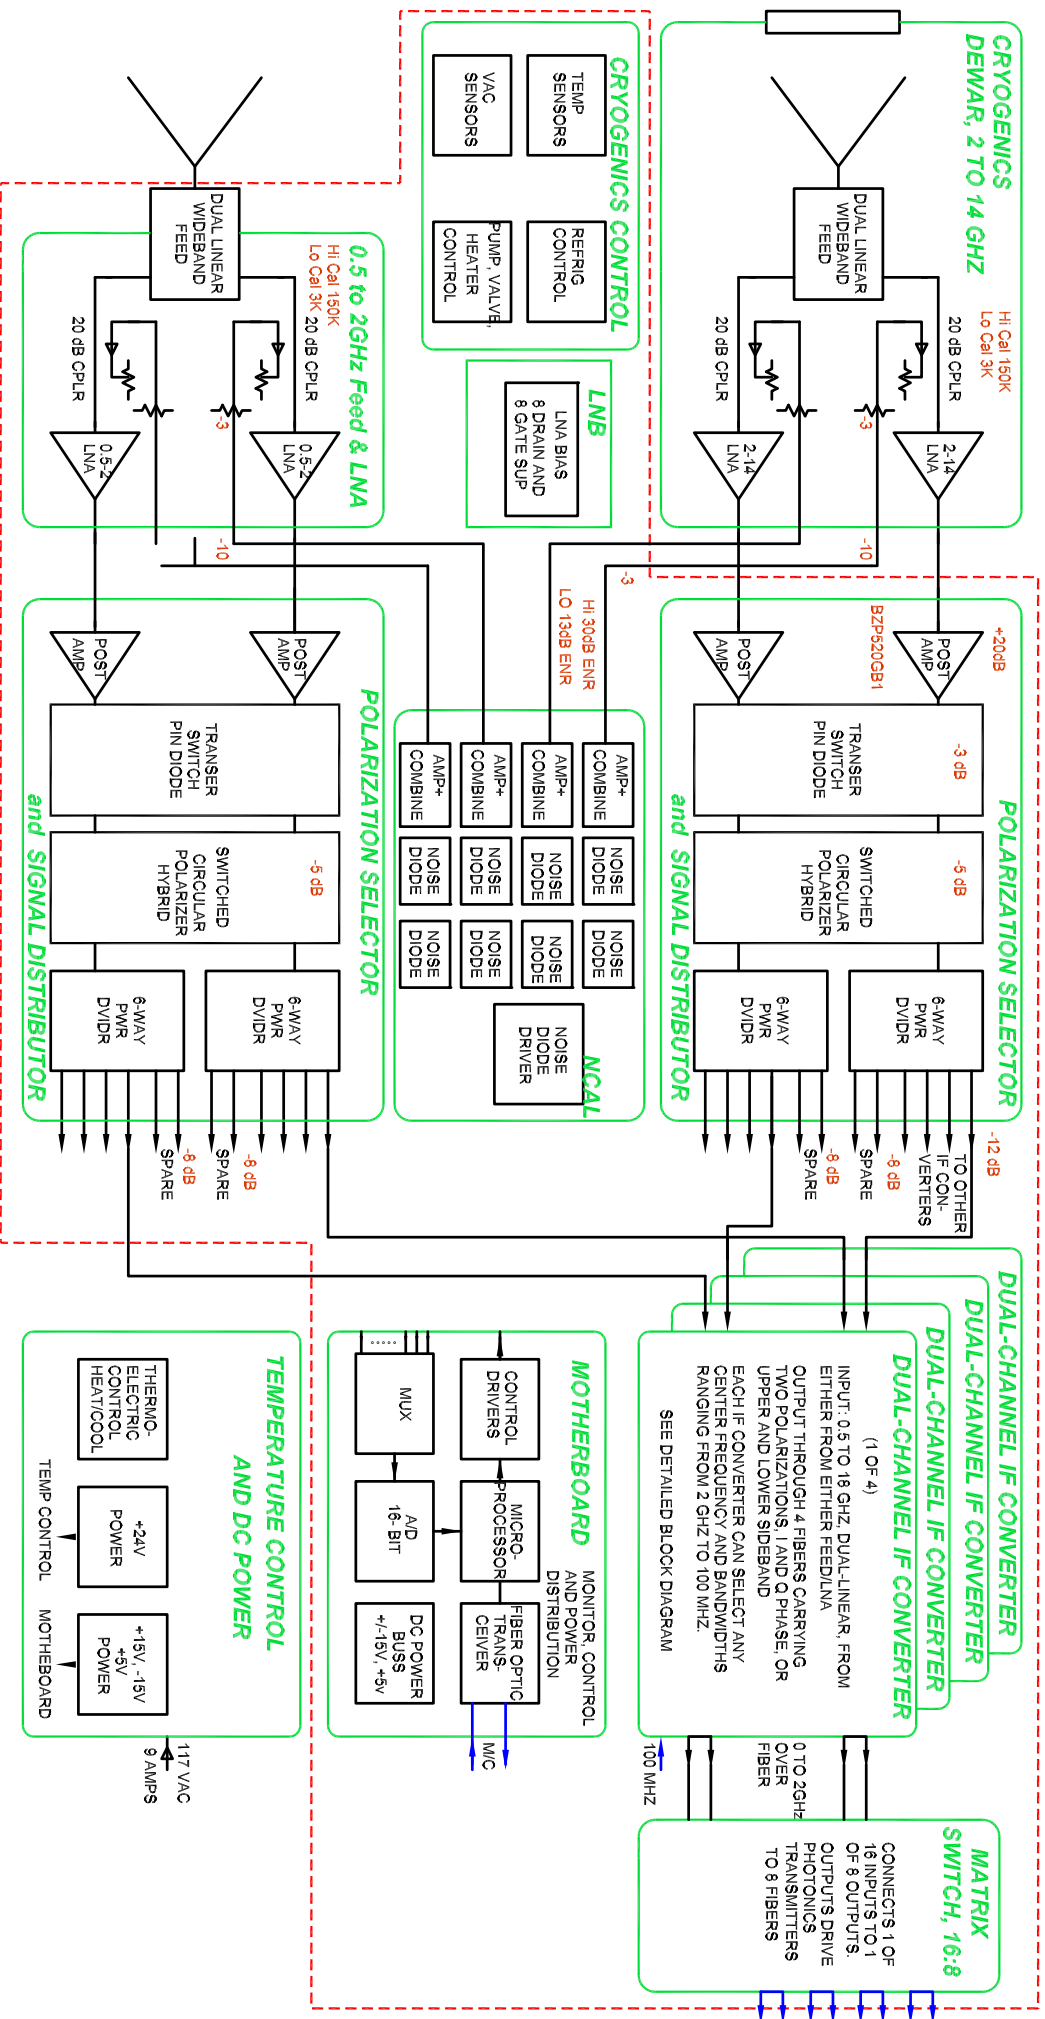 CRYOGENICS
DEWAR, 2 TO 14 GHZ
DUAL LINEAR
WIDEBAND
FEED
Hi Cal 150K
Lo Cal 3K
20 dB CPLR
20 dB CPLR
-3
2-14
LNA
2-14
LNA
CRYOGENICS CONTROL
TEMP
SENSORS
VAC
SENSORS
REFRIG
CONTROL
PUMP, VALVE,
HEATER
CONTROL
LNB
LNA BIAS
8 DRAIN AND
8 GATE SUP
0.5 to 2GHz Feed & LNA
DUAL LINEAR
WIDEBAND
FEED
Hi Cal 150K
Lo Cal 3K
20 dB CPLR
20 dB CPLR
-3
0.5-2
LNA
0.5-2
LNA
-10
-3
-10
Hi 30dB ENR
LO 13dB ENR
POLARIZATION SELECTOR
and SIGNAL DISTRIBUTOR
+20dB
POST
AMP
BZP520GB1
POST
AMP
-3 dB
TRANSER
SWITCH
PIN DIODE
-5 dB
SWITCHED
CIRCULAR
POLARIZER
HYBRID
6-WAY
PWR
DVIDR
6-WAY
PWR
DVIDR
-12 dB
TO OTHER
IF CON-
VERTERS
-8 dB
SPARE
-8 dB
SPARE
NCAL
AMP+
COMBINE
NOISE
DIODE
NOISE
DIODE
AMP+
COMBINE
NOISE
DIODE
NOISE
DIODE
AMP+
COMBINE
NOISE
DIODE
NOISE
DIODE
AMP+
COMBINE
NOISE
DIODE
NOISE
DIODE
NOISE
DIODE
DRIVER
POLARIZATION SELECTOR
and SIGNAL DISTRIBUTOR
POST
AMP
POST
AMP
TRANSER
SWITCH
PIN DIODE
-5 dB
SWITCHED
CIRCULAR
POLARIZER
HYBRID
6-WAY
PWR
DVIDR
6-WAY
PWR
DVIDR
-8 dB
SPARE
-8 dB
SPARE
DUAL-CHANNEL IF CONVERTER
DUAL-CHANNEL IF CONVERTER
DUAL-CHANNEL IF CONVERTER
DUAL-CHANNEL IF CONVERTER
(1 OF 4)
INPUT: 0.5 TO 18 GHZ, DUAL-LINEAR, FROM
EITHER FROM EITHER FEED/LNA
OUTPUT THROUGH 4 FIBERS CARRYING
TWO POLARIZATIONS, I AND Q PHASE, OR
UPPER AND LOWER SIDEBAND
EACH IF CONVERTER CAN SELECT ANY
CENTER FREQUENCY AND BANDWIDTHS
RANGING FROM 2 GHZ TO 100 MHZ.
SEE DETAILED BLOCK DIAGRAM
0 TO 2GHz
OVER
FIBER
100 MHZ
MATRIX
SWITCH, 16:8
CONNECTS 1 OF
16 INPUTS TO 1
OF 8 OUTPUTS.
OUTPUTS DRIVE
PHOTONICS
TRANSMITTERS
TO 8 FIBERS
MOTHERBOARD
MONITOR, CONTROL
AND POWER
DISTRIBUTION
CONTROL
DRIVERS
MICRO-
PROCESSOR
FIBER OPTIC
TRANS-
CEIVER
M/C
MUX
A/D
16- BIT
DC POWER
BUSS
+/-15V, +5v
TEMPERATURE CONTROL
AND DC POWER
THERMO-
ELECTRIC
CONTROL
HEAT/COOL
+24V
POWER
TEMP CONTROL
+15V, -15V
+5V
POWER
MOTHEBOARD
117 VAC
9 AMPS